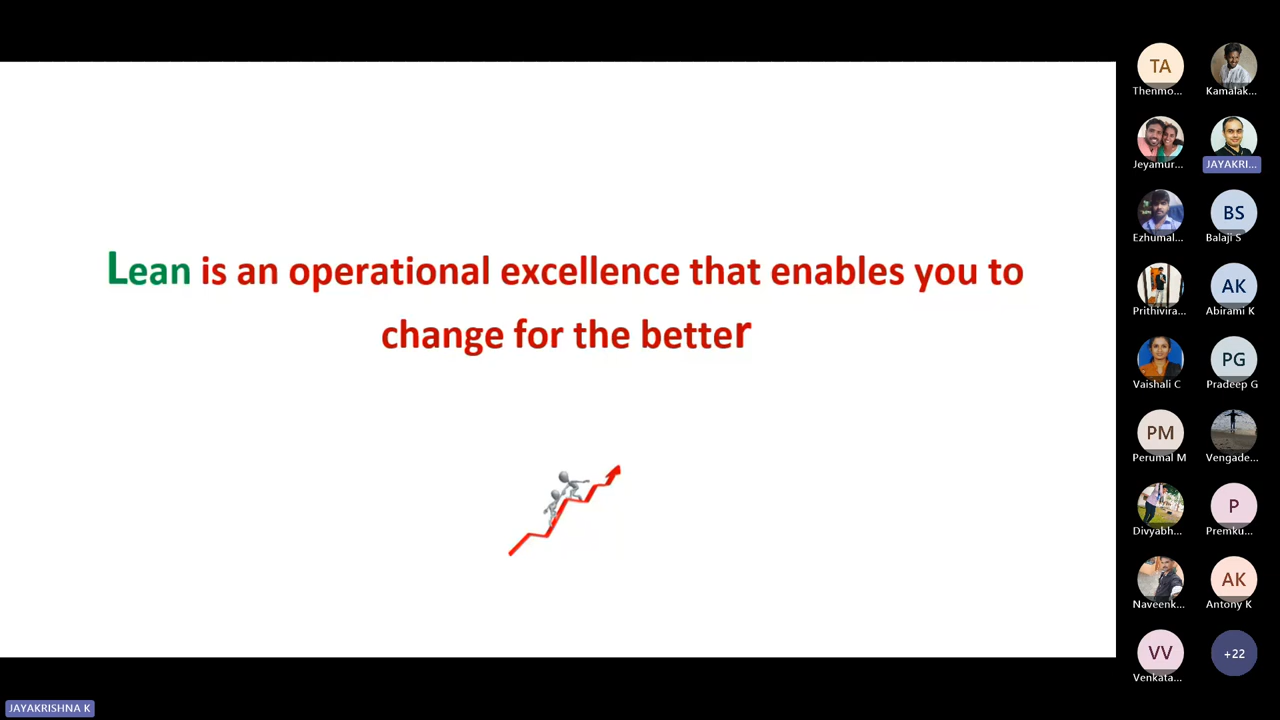 Lean is an operational excellence that enables you to
change for the better
TA
Thenmo...
Kamalak...
Jeyamur...
JAYAKRI...
Ezhumal...
BS
Balaji S
Prithivira...
AK
Abirami K
Vaishali C
PG
Pradeep G
PM
Perumal M
Vengade...
Divyabh...
P
Premku...
Naveenk...
AK
Antony K
VV
Venkata...
+22
JAYAKRISHNA K